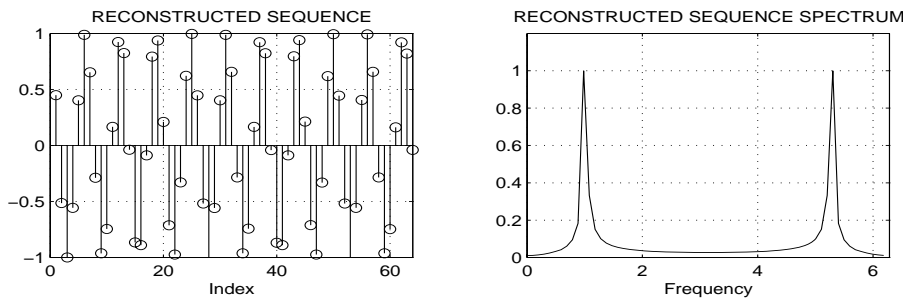 RECONSTRUCTED SEQUENCE
1
0.5
0
−0.5
−1
0 20 40 60
Index
RECONSTRUCTED SEQUENCE SPECTRUM
1
0.8
0.6
0.4
0.2
0
0 2 4 6
Frequency